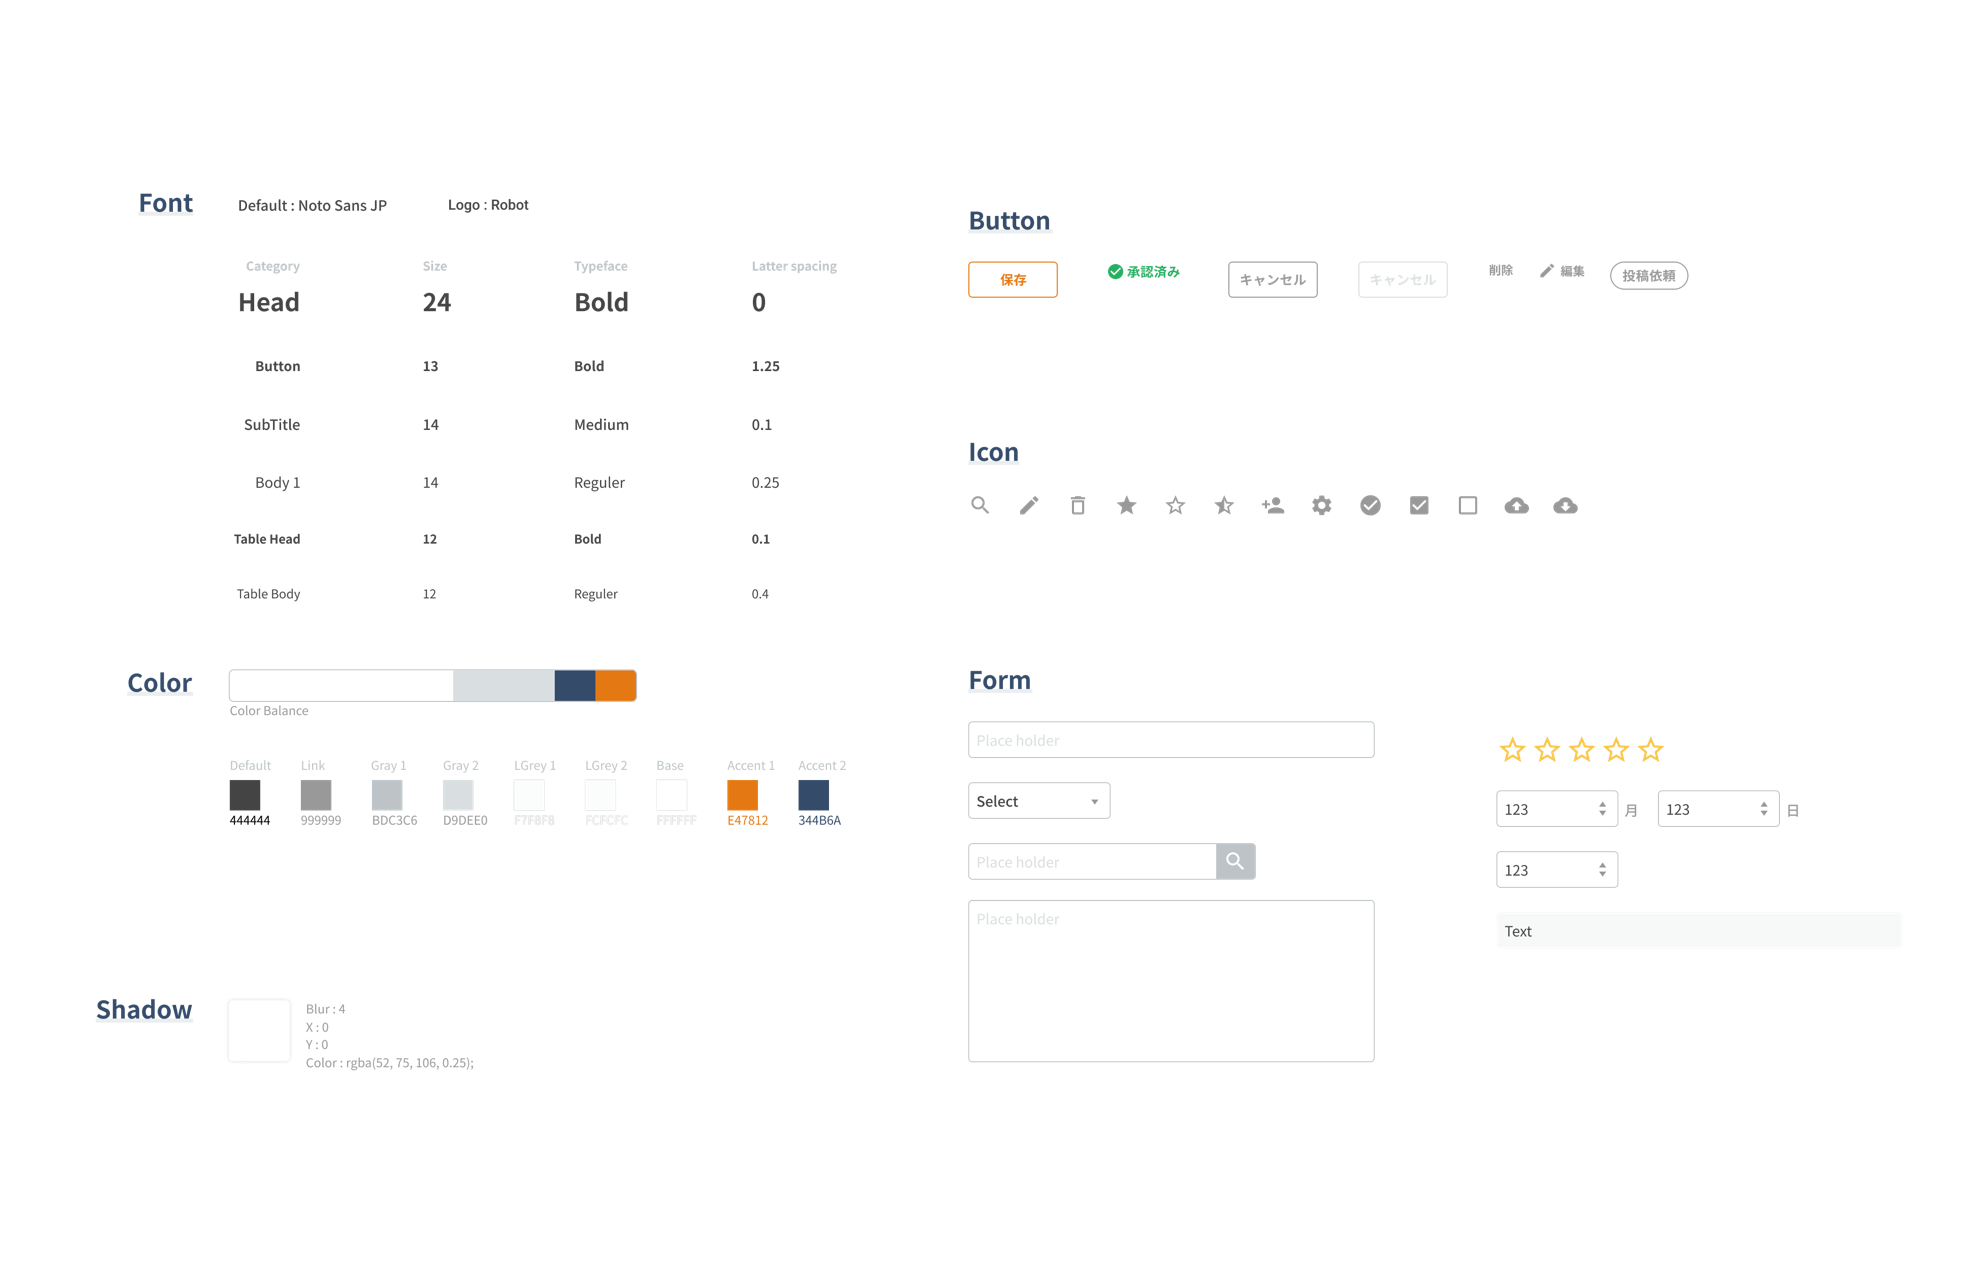 Font
Default : Noto Sans JP
Logo : Robot
Category Size Typeface Latter spacing
Head 24 Bold 0
Button 13 Bold 1.25
SubTitle 14 Medium 0.1
Body 1 14 Reguler 0.25
Table Head 12 Bold 0.1
Table Body 12 Reguler 0.4
Color
Color Balance
Default Link Gray 1 Gray 2 LGrey 1 LGrey 2 Base Accent 1 Accent 2
444444 999999 BDC3C6 D9DEE0 F7F8F8 FCFCFC FFFFFF E47812 344B6A
Shadow
Blur : 4
X : 0
Y : 0
Color : rgba(52, 75, 106, 0.25);
Button
保存 承認済み キャンセル キャンセル 削除 編集 投稿依頼
Icon
Form
Place holder
Select
Place holder
Place holder
123 月 123 日
123
Text